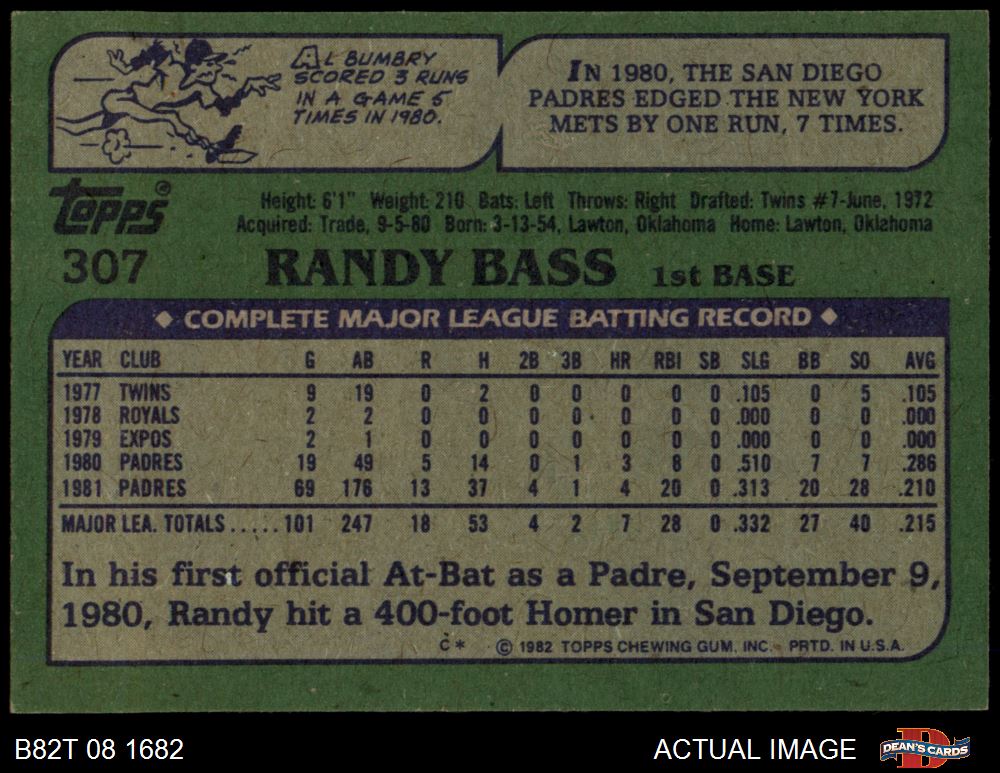 AL BUMBRY
SCORED 3 RUNS
IN A GAME 5
TIMES IN 1980.
IN 1980, THE SAN DIEGO
PADRES EDGED THE NEW YORK
METS BY ONE RUN, 7 TIMES.
TOPPS®
Height: 6'1" Weight: 210 Bats: Left Throws: Right Drafted: Twins #7-June, 1972
Acquired: Trade, 9-5-80 Born: 3-13-54, Lawton, Oklahoma Home: Lawton, Oklahoma
307 RANDY BASS 1st BASE
◆ COMPLETE MAJOR LEAGUE BATTING RECORD ◆
YEAR CLUB G AB R H 2B 3B HR RBI SB SLG BB SO AVG
1977 TWINS 9 19 0 2 0 0 0 0 0 .105 0 5 .105
1978 ROYALS 2 2 0 0 0 0 0 0 0 .000 0 0 .000
1979 EXPOS 2 1 0 0 0 0 0 0 0 .000 0 0 .000
1980 PADRES 19 49 5 14 0 1 3 8 0 .510 7 7 .286
1981 PADRES 69 176 13 37 4 1 4 20 0 .313 20 28 .210
MAJOR LEA. TOTALS.....101 247 18 53 4 2 7 28 0 .332 27 40 .215
In his first official At-Bat as a Padre, September 9,
1980, Randy hit a 400-foot Homer in San Diego.
C* © 1982 TOPPS CHEWING GUM, INC. PRTD. IN U.S.A.
B82T 08 1682 ACTUAL IMAGE DEAN'S CARDS